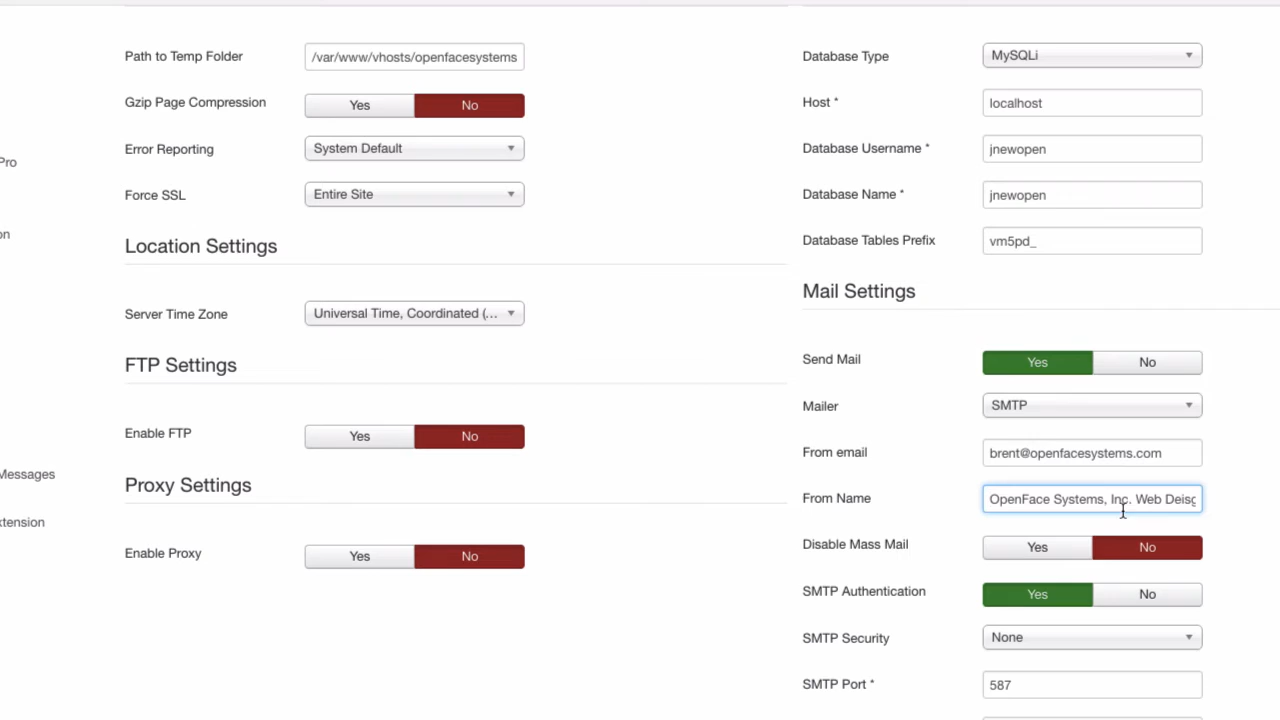 Path to Temp Folder
/var/www/vhosts/openfacesystems
Gzip Page Compression
Yes No
Error Reporting
System Default
Force SSL
Entire Site
Location Settings
Server Time Zone
Universal Time, Coordinated (...
FTP Settings
Enable FTP
Yes No
Proxy Settings
Enable Proxy
Yes No
Pro
on
Messages
tension
Database Type
MySQLi
Host *
localhost
Database Username *
jnewopen
Database Name *
jnewopen
Database Tables Prefix
vm5pd_
Mail Settings
Send Mail
Yes No
Mailer
SMTP
From email
brent@openfacesystems.com
From Name
OpenFace Systems, Inc. Web Deisg
Disable Mass Mail
Yes No
SMTP Authentication
Yes No
SMTP Security
None
SMTP Port *
587